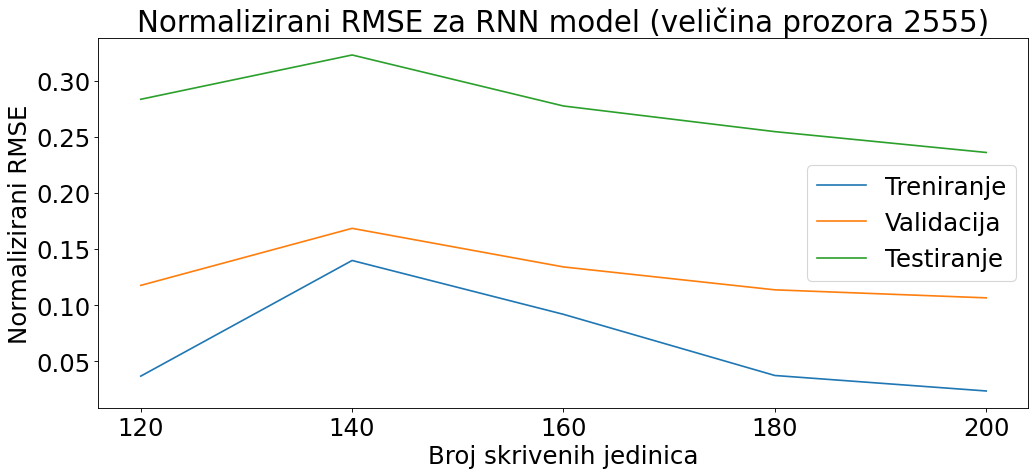 Normalizirani RMSE za RNN model (veličina prozora 2555)
Normalizirani RMSE
0.30
0.25
0.20
0.15
0.10
0.05
Treniranje
Validacija
Testiranje
120 140 160 180 200
Broj skrivenih jedinica